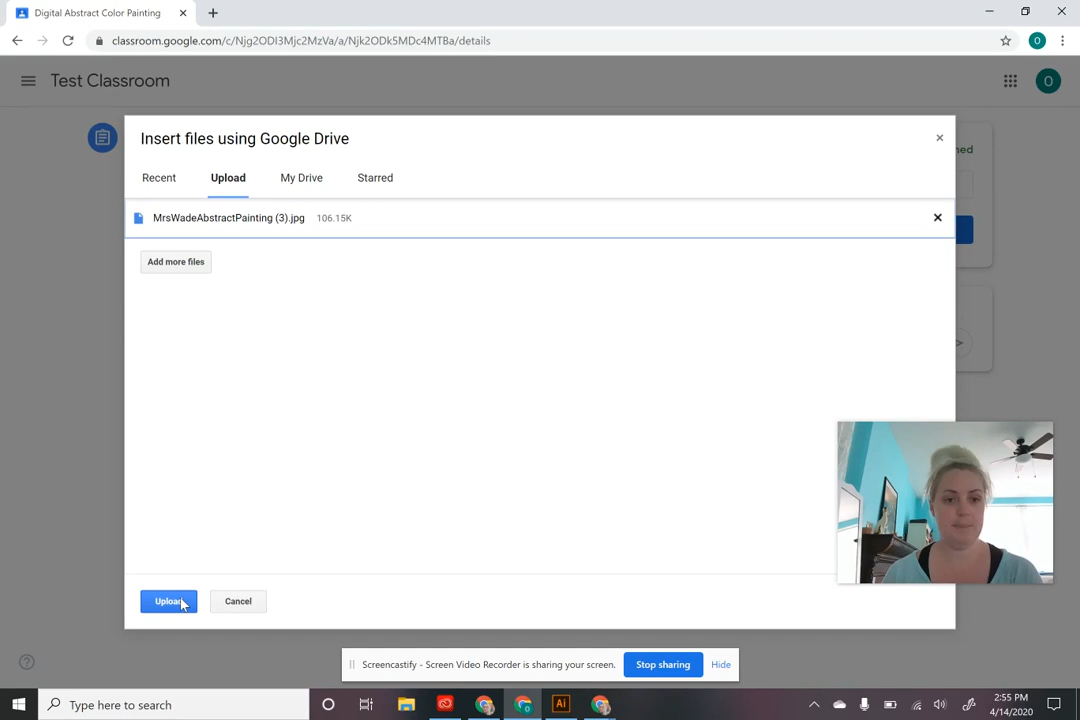 Digital Abstract Color Painting
classroom.google.com/c/Njg2ODI3Mjc2MzVa/a/Njk2ODk5MDc4MTBa/details
O
Test Classroom
O
ned
Insert files using Google Drive
Recent
Upload
My Drive
Starred
MrsWadeAbstractPainting (3).jpg 106.15K
Add more files
Upload
Cancel
Screencastify - Screen Video Recorder is sharing your screen.
Stop sharing
Hide
Type here to search
Ai
2:55 PM
4/14/2020